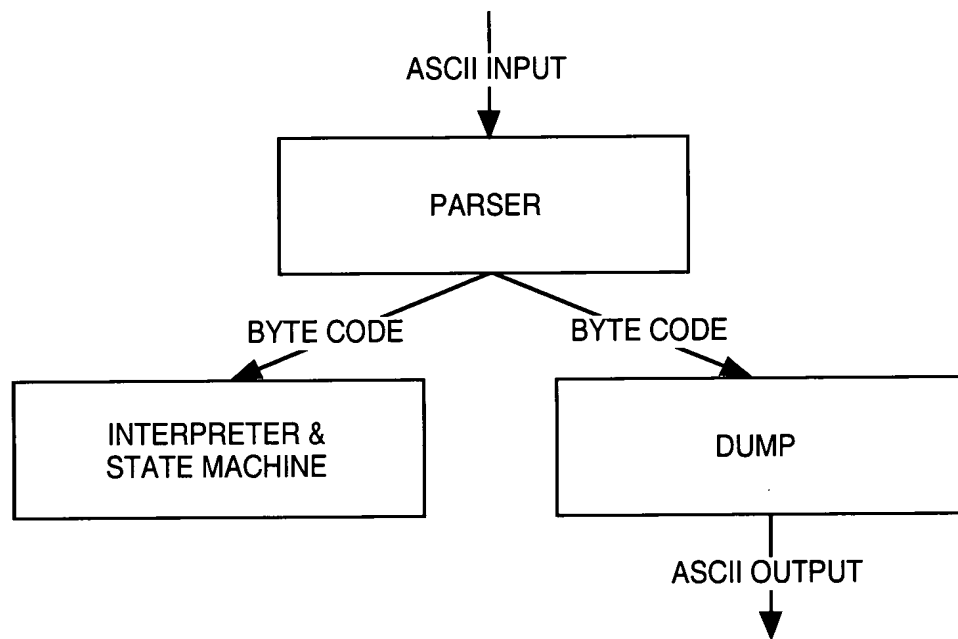 ASCII INPUT
PARSER
BYTE CODE
BYTE CODE
INTERPRETER &
STATE MACHINE
DUMP
ASCII OUTPUT